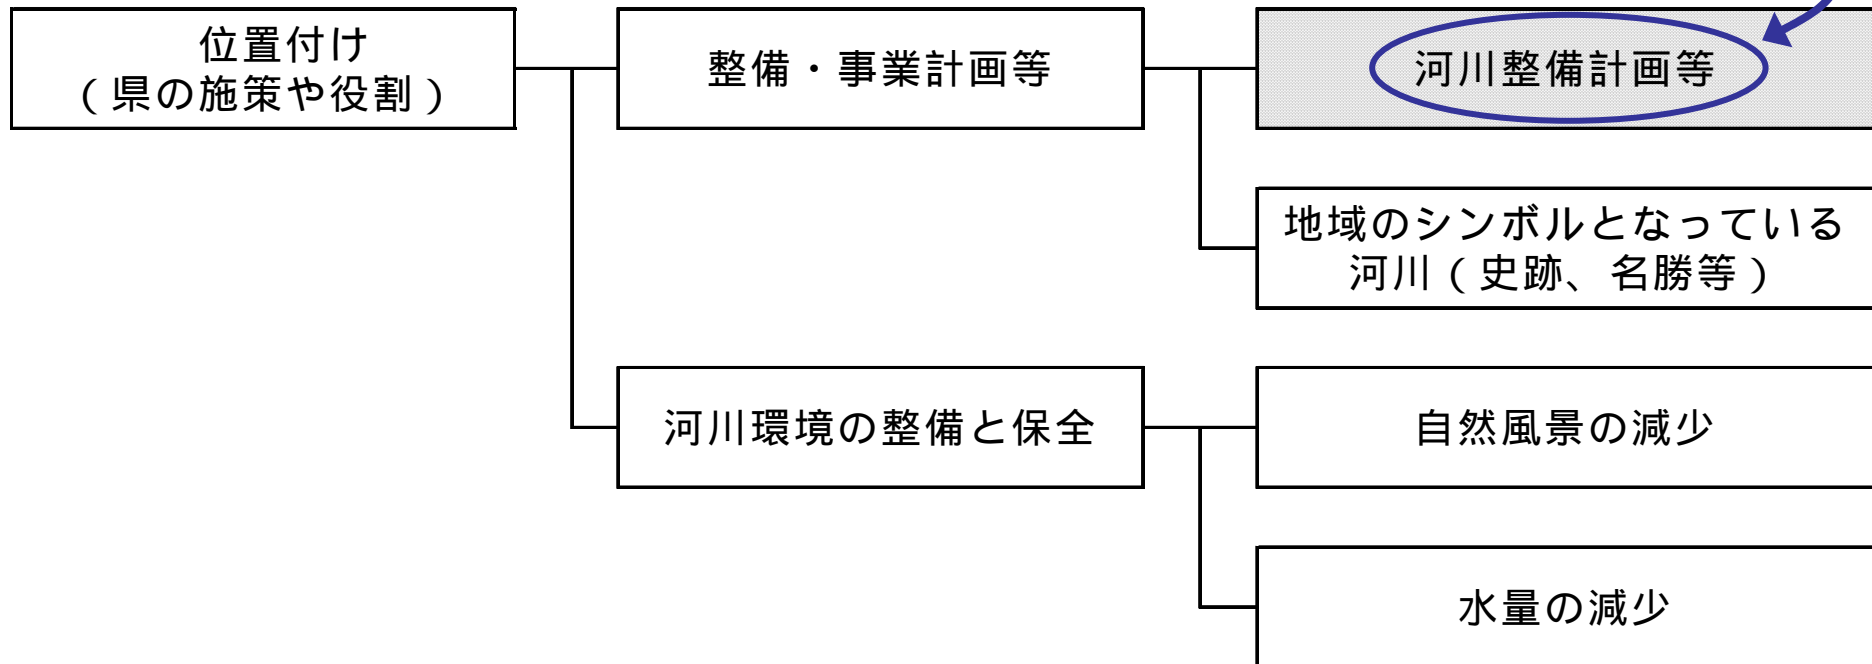 位置付け
(県の施策や役割)
整備・事業計画等
河川整備計画等
地域のシンボルとなっている
河川(史跡、名勝等)
河川環境の整備と保全
自然風景の減少
水量の減少